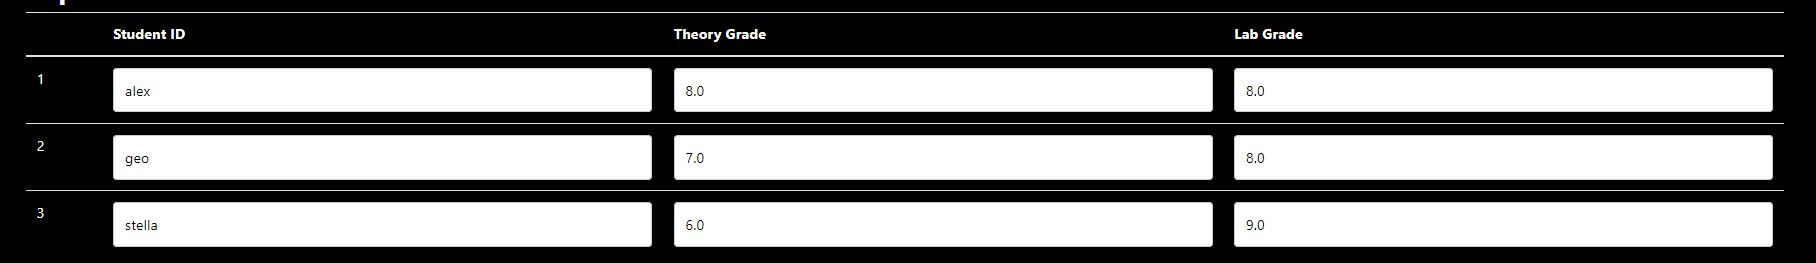 Student ID Theory Grade Lab Grade
1 alex 8.0 8.0
2 geo 7.0 8.0
3 stella 6.0 9.0